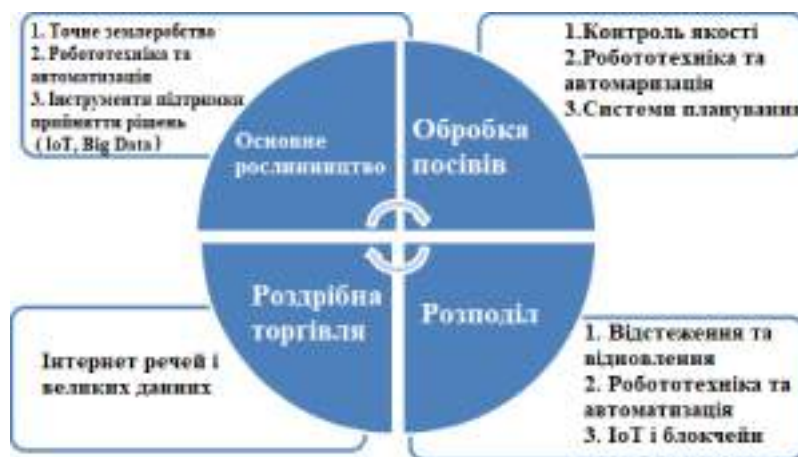 1. Точне землеробство
2. Робототехніка та
автоматизація
3. Інструменти підтримки
прийняття рішень
( IoT, Big Data)
1.Контроль якості
2.Робототехніка та
автомаризація
3.Системи планування
Основне
рослинництво
Обробка
посівів
Роздрібна
торгівля
Розподіл
Інтернет речей і
великих данних
1. Відстеження та
відновлення
2. Робототехніка та
автоматизація
3. IoT і блокчейн